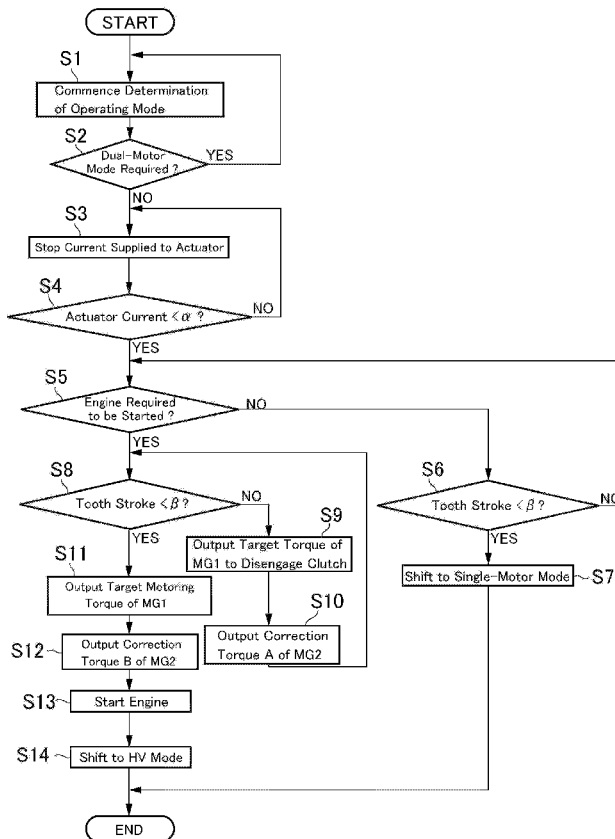 START
S1
Commence Determination
of Operating Mode
S2
Dual-Motor
Mode Required ?
YES
NO
S3
Stop Current Supplied to Actuator
S4
Actuator Current < α ?
NO
YES
S5
Engine Required
to be Started ?
NO
YES
S8
Tooth Stroke < β ?
NO
YES
S6
Tooth Stroke < β ?
NO
YES
S9
Output Target Torque of
MG1 to Disengage Clutch
S7
Shift to Single-Motor Mode
S11
Output Target Motoring
Torque of MG1
S10
Output Correction
Torque A of MG2
S12
Output Correction
Torque B of MG2
S13
Start Engine
S14
Shift to HV Mode
END